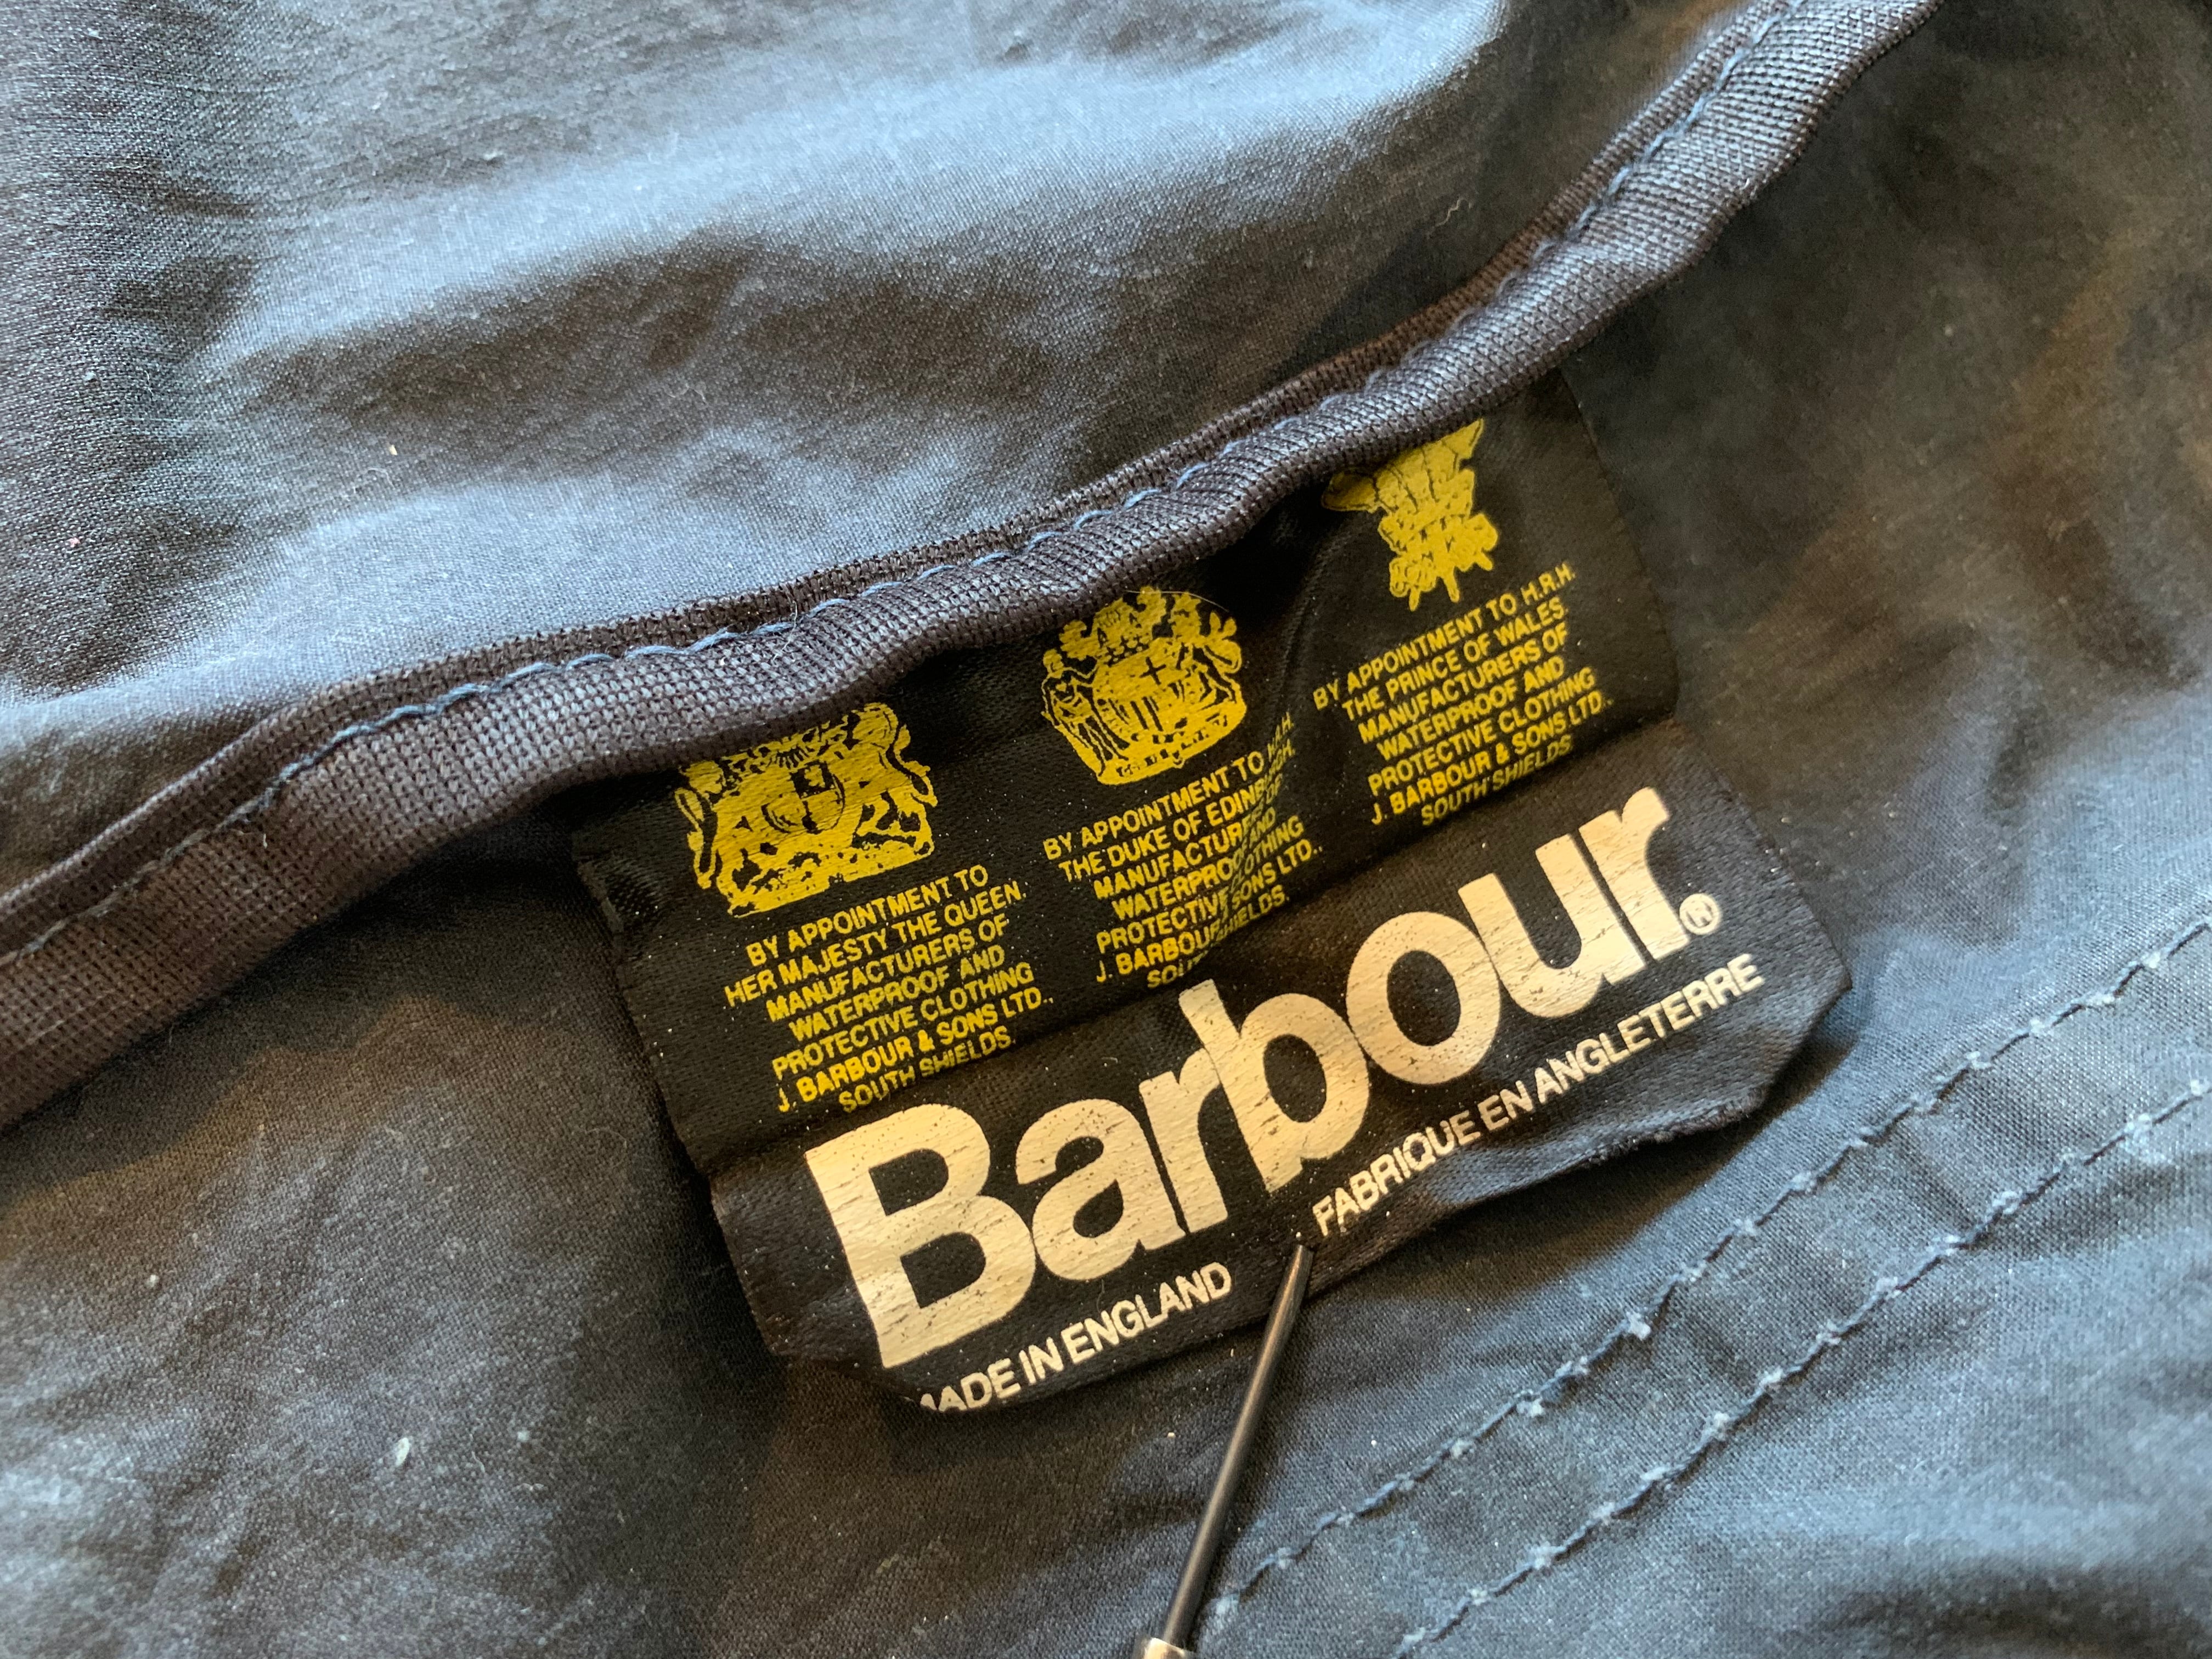 BY APPOINTMENT TO
HER MAJESTY THE QUEEN.
MANUFACTURERS OF
WATERPROOF AND
PROTECTIVE CLOTHING
J. BARBOUR & SONS LTD.,
SOUTH SHIELDS.
BY APPOINTMENT TO H.R.H.
THE DUKE OF EDINBURGH.
MANUFACTURERS OF
WATERPROOF AND
PROTECTIVE CLOTHING
J. BARBOUR SONS LTD.,
SOUTH SHIELDS.
BY APPOINTMENT TO H.R.H.
THE PRINCE OF WALES.
MANUFACTURERS OF
WATERPROOF AND
PROTECTIVE CLOTHING
J. BARBOUR & SONS LTD.,
SOUTH SHIELDS.
Barbour.®
MADE IN ENGLAND FABRIQUE EN ANGLETERRE